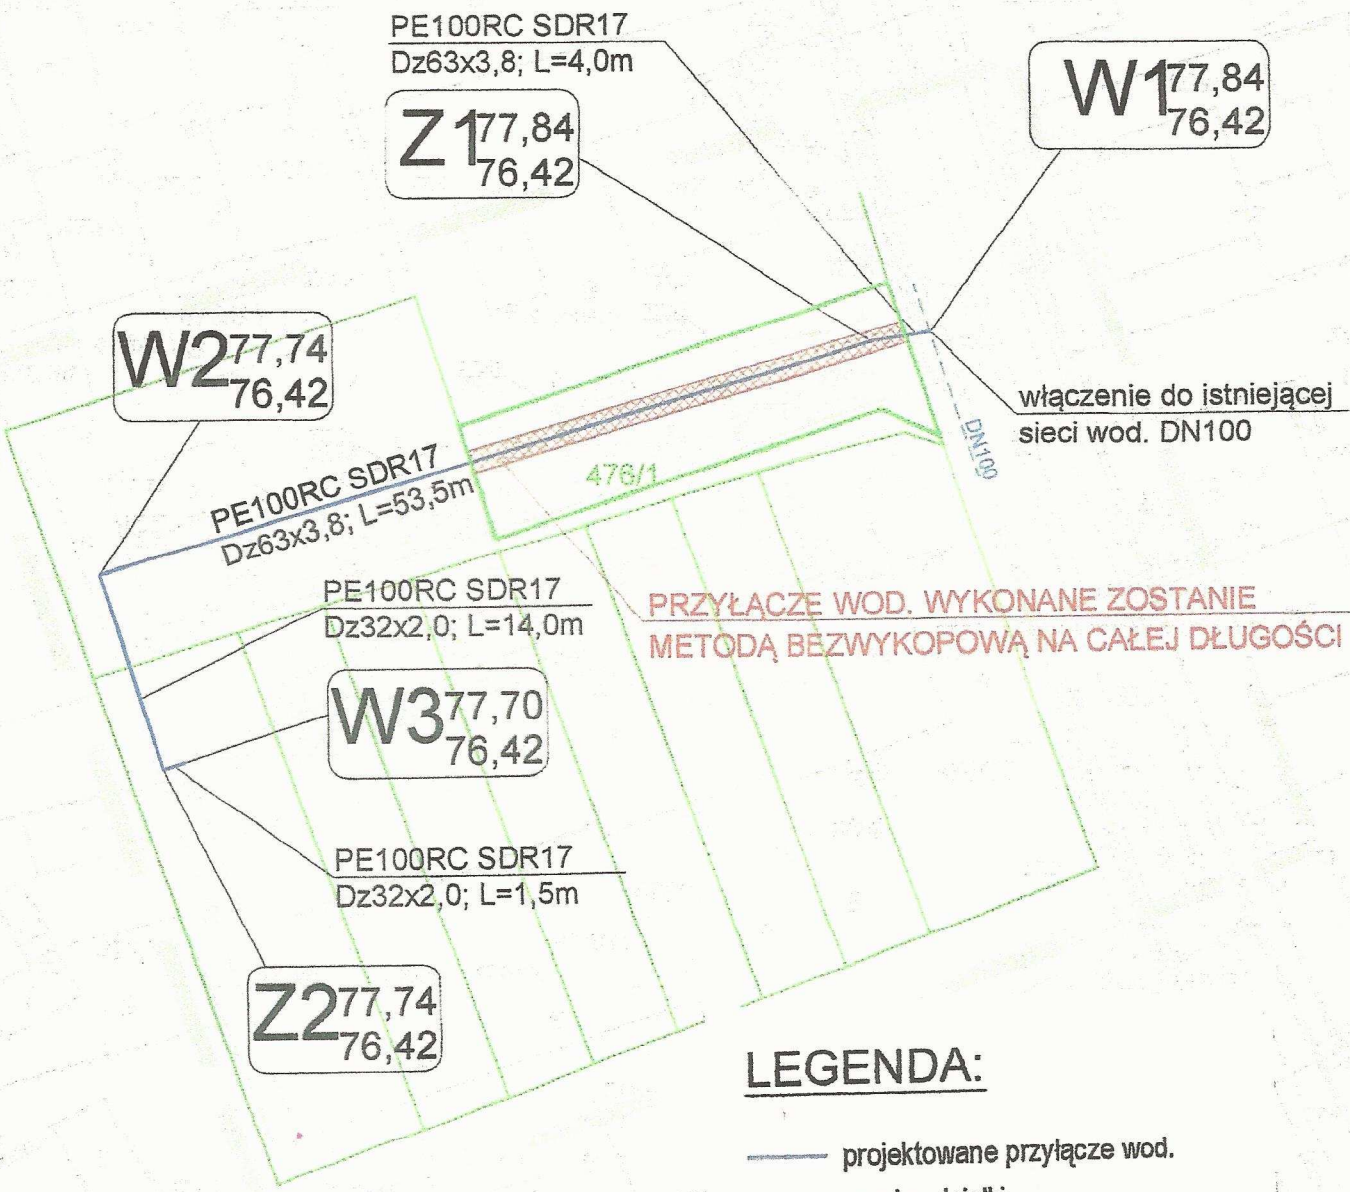 PE100RC SDR17
Dz63x3,8; L=4,0m
Z1 77,84
76,42
W1 77,84
76,42
W2 77,74
76,42
włączenie do istniejącej
sieci wod. DN100
DN100
PE100RC SDR17
Dz63x3,8; L=53,5m
476/1
PE100RC SDR17
Dz32x2,0; L=14,0m
PRZYŁĄCZE WOD. WYKONANE ZOSTANIE
METODĄ BEZWYKOPOWĄ NA CAŁEJ DŁUGOŚCI
W3 77,70
76,42
PE100RC SDR17
Dz32x2,0; L=1,5m
Z2 77,74
76,42
LEGENDA:
projektowane przyłącze wod.